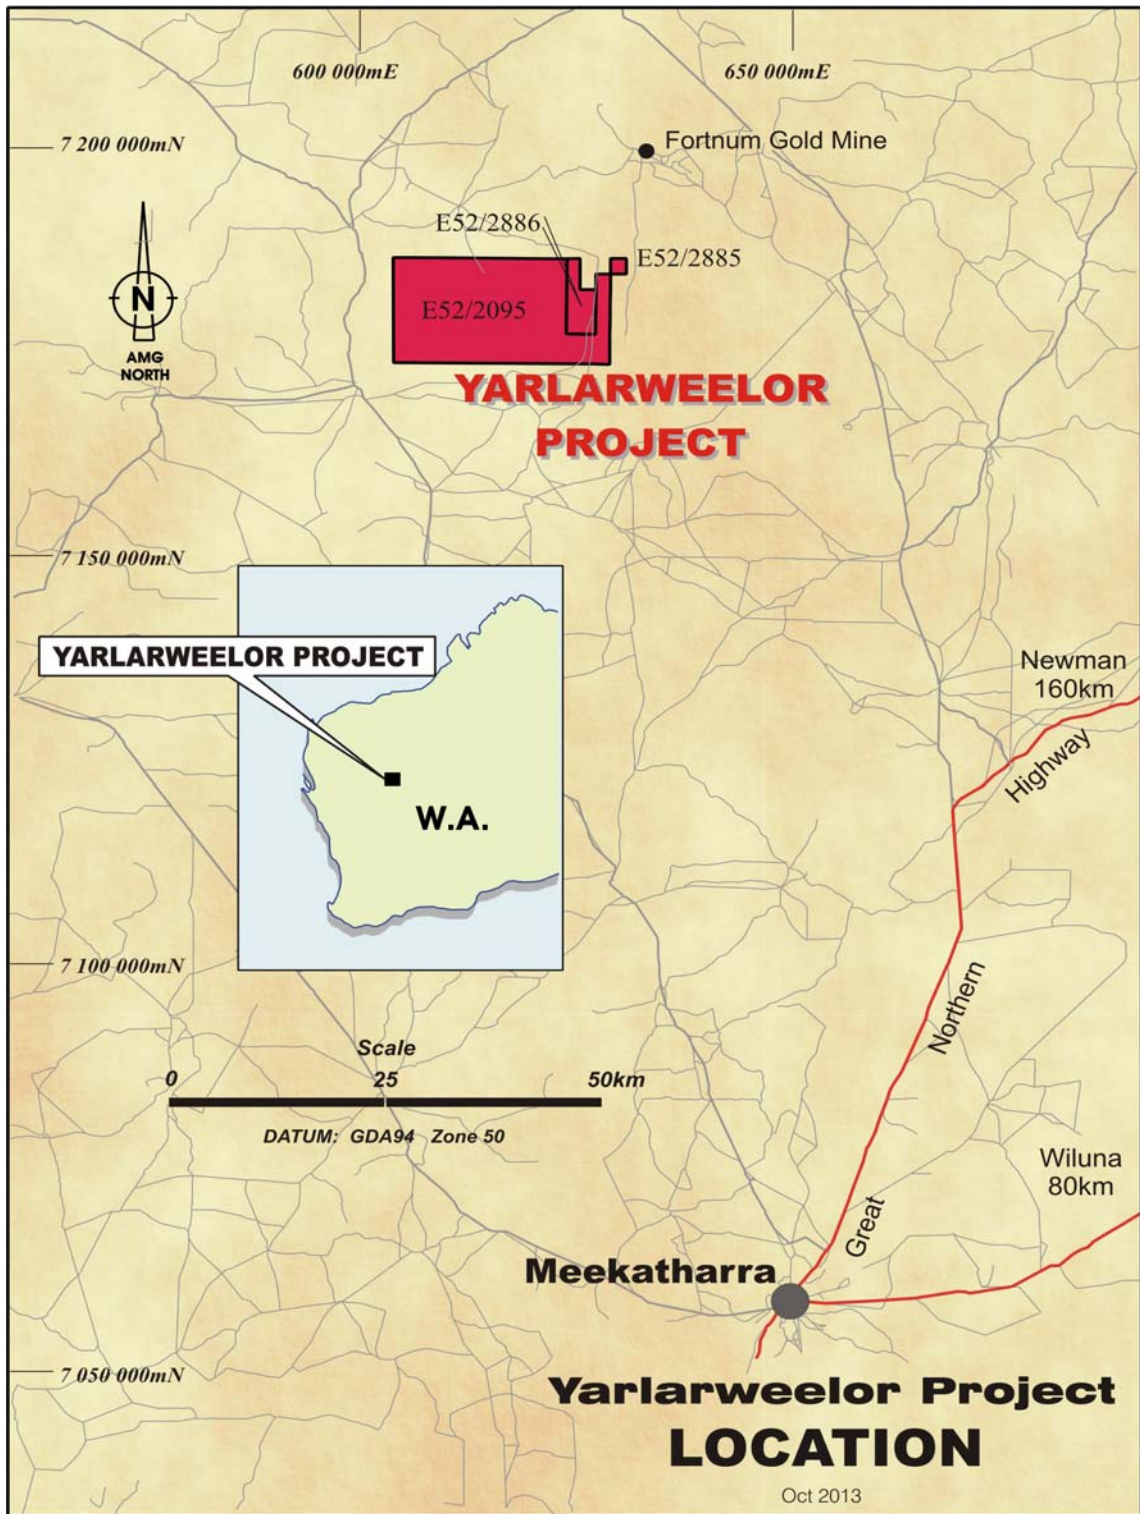 600 000mE
650 000mE
7 200 000mN
Fortnum Gold Mine
E52/2886
E52/2885
E52/2095
N
AMG
NORTH
YARLARWEELOR
PROJECT
7 150 000mN
YARLARWEELOR PROJECT
W.A.
Newman
160km
Highway
7 100 000mN
Northern
Scale
0 25 50km
DATUM: GDA94 Zone 50
Wiluna
80km
Great
Meekatharra
7 050 000mN
Yarlarweelor Project
LOCATION
Oct 2013